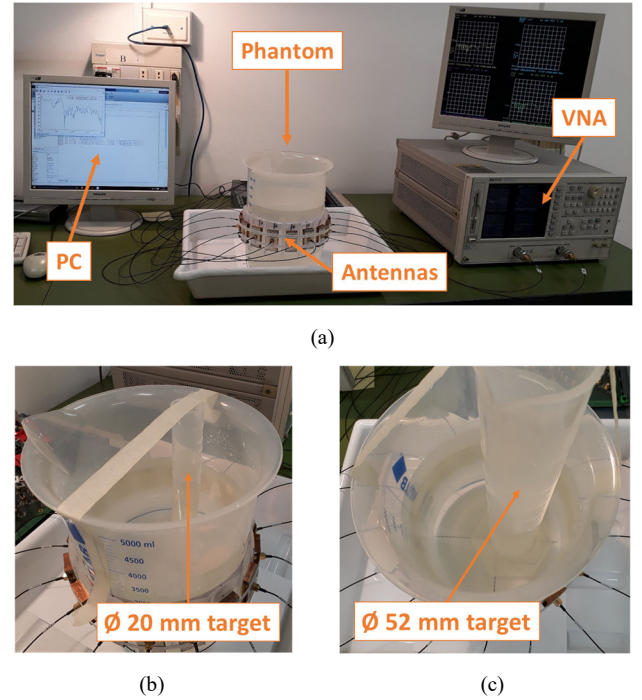 Phantom
B
VNA
PC
Antennas
(a)
5000 ml
4500
4000
3500
Ø 20 mm target
B
Ø 52 mm target
(b)
(c)